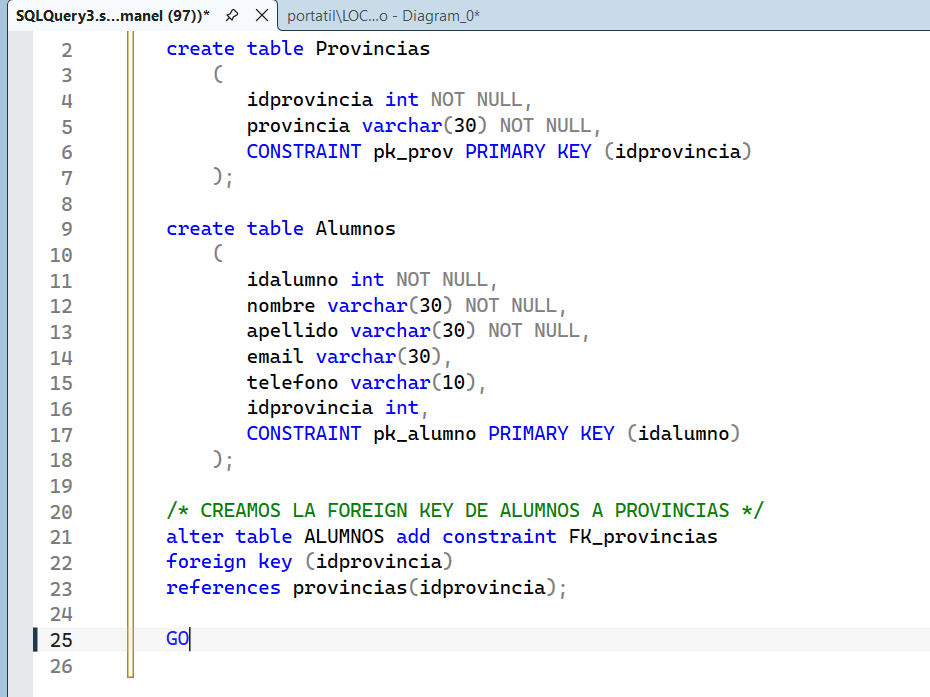 SQLQuery3.s...manel (97))*
portatil\LOC...o - Diagram_0*
2 create table Provincias
3 (
4 idprovincia int NOT NULL,
5 provincia varchar(30) NOT NULL,
6 CONSTRAINT pk_prov PRIMARY KEY (idprovincia)
7 );
8
9 create table Alumnos
10 (
11 idalumno int NOT NULL,
12 nombre varchar(30) NOT NULL,
13 apellido varchar(30) NOT NULL,
14 email varchar(30),
15 telefono varchar(10),
16 idprovincia int,
17 CONSTRAINT pk_alumno PRIMARY KEY (idalumno)
18 );
19
20 /* CREAMOS LA FOREIGN KEY DE ALUMNOS A PROVINCIAS */
21 alter table ALUMNOS add constraint FK_provincias
22 foreign key (idprovincia)
23 references provincias(idprovincia);
24
25 GO
26